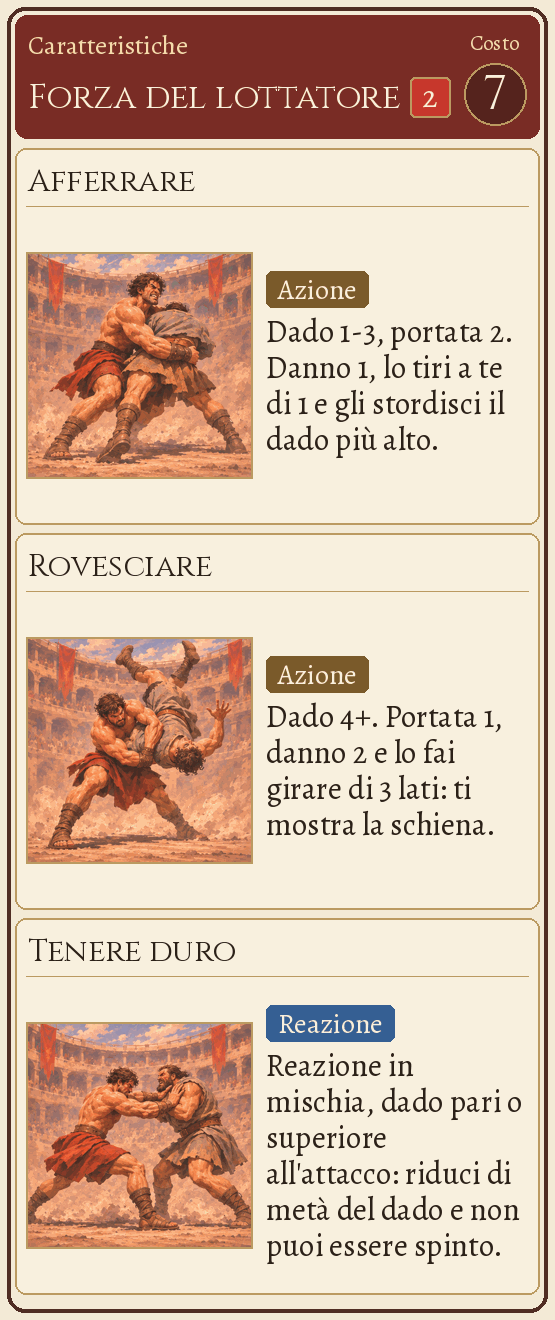 Caratteristiche
Costo
Forza del lottatore 2 7
Afferrare
Azione
Dado 1-3, portata 2.
Danno 1, lo tiri a te
di 1 e gli stordisci il
dado più alto.
Rovesciare
Azione
Dado 4+. Portata 1,
danno 2 e lo fai
girare di 3 lati: ti
mostra la schiena.
Tenere duro
Reazione
Reazione in
mischia, dado pari o
superiore
all'attacco: riduci di
metà del dado e non
puoi essere spinto.